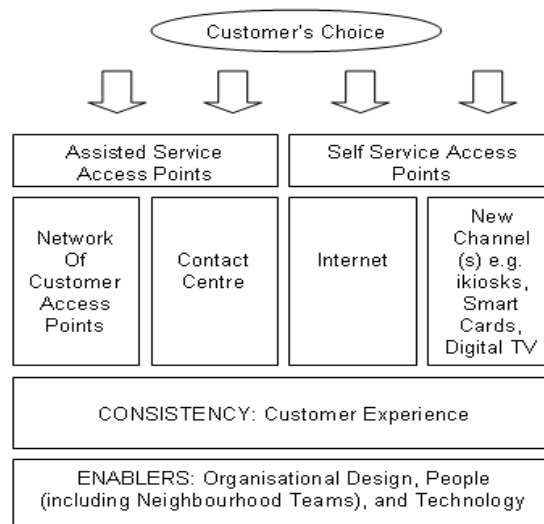 Customer's Choice
Assisted Service
Access Points
Self Service Access
Points
Network
Of
Customer
Access
Points
Contact
Centre
Internet
New
Channel
(s) e.g.
ikiosks,
Smart
Cards,
Digital TV
CONSISTENCY: Customer Experience
ENABLERS: Organisational Design, People
(including Neighbourhood Teams), and Technology